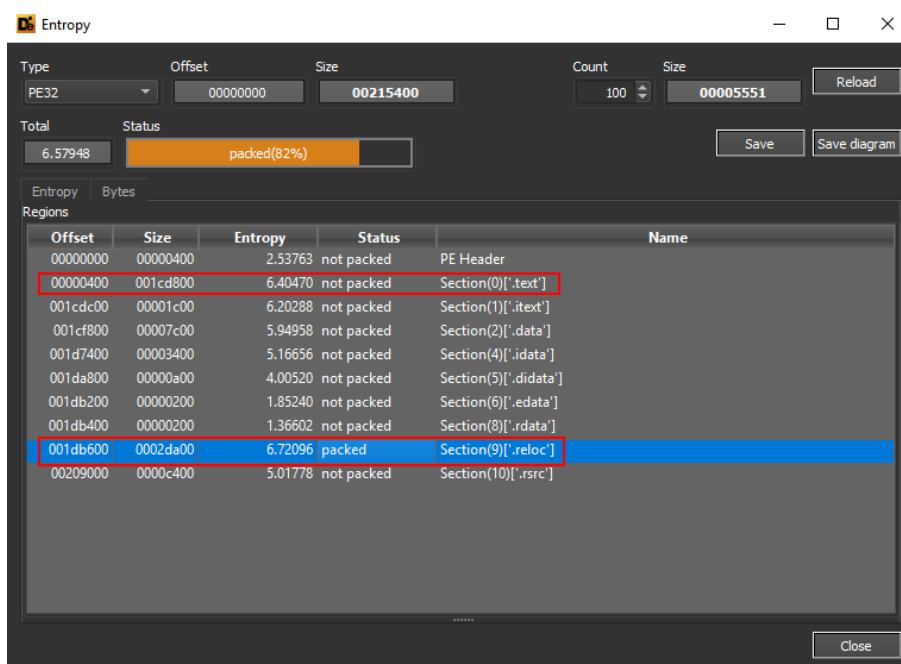 De Entropy
Type Offset Size Count Size
PE32 00000000 00215400 100 00005551 Reload
Total Status
6.57948 packed(82%) Save Save diagram
Entropy Bytes
Regions
Offset Size Entropy Status Name
00000000 00000400 2.53763 not packed PE Header
00000400 001cd800 6.40470 not packed Section(0)['.text']
001cdc00 00001c00 6.20288 not packed Section(1)['.itext']
001cf800 00007c00 5.94958 not packed Section(2)['.data']
001d7400 00003400 5.16656 not packed Section(4)['.idata']
001da800 00000a00 4.00520 not packed Section(5)['.didata']
001db200 00000200 1.85240 not packed Section(6)['.edata']
001db400 00000200 1.36602 not packed Section(8)['.rdata']
001db600 0002da00 6.72096 packed Section(9)['.reloc']
00209000 0000c400 5.01778 not packed Section(10)['.rsrc']
Close